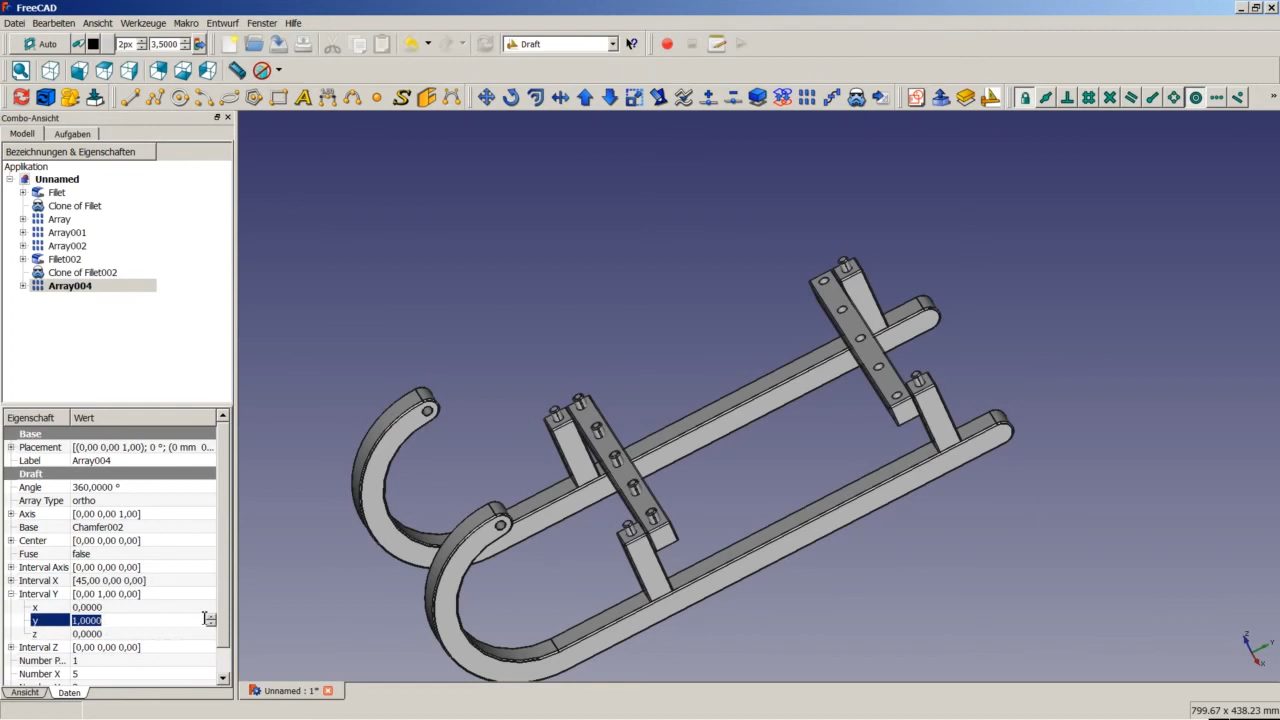 FreeCAD
Datei Bearbeiten Ansicht Werkzeuge Makro Entwurf Fenster Hilfe
Auto 2px 3,5000 Draft
Combo-Ansicht
Modell Aufgaben
Bezeichnungen & Eigenschaften
Applikation
Unnamed
Fillet
Clone of Fillet
Array
Array001
Array002
Fillet002
Clone of Fillet002
Array004
Eigenschaft Wert
Base
Placement [(0,00 0,00 1,00); 0 °; (0 mm 0...
Label Array004
Draft
Angle 360,0000 °
Array Type ortho
Axis [0,00 0,00 1,00]
Base Chamfer002
Center [0,00 0,00 0,00]
Fuse false
Interval Axis [0,00 0,00 0,00]
Interval X [45,00 0,00 0,00]
Interval Y [0,00 1,00 0,00]
x 0,0000
y 1,0000
z 0,0000
Interval Z [0,00 0,00 0,00]
Number P... 1
Number X 5
Ansicht Daten
Unnamed : 1*
Z Y X
799.67 x 438.23 mm